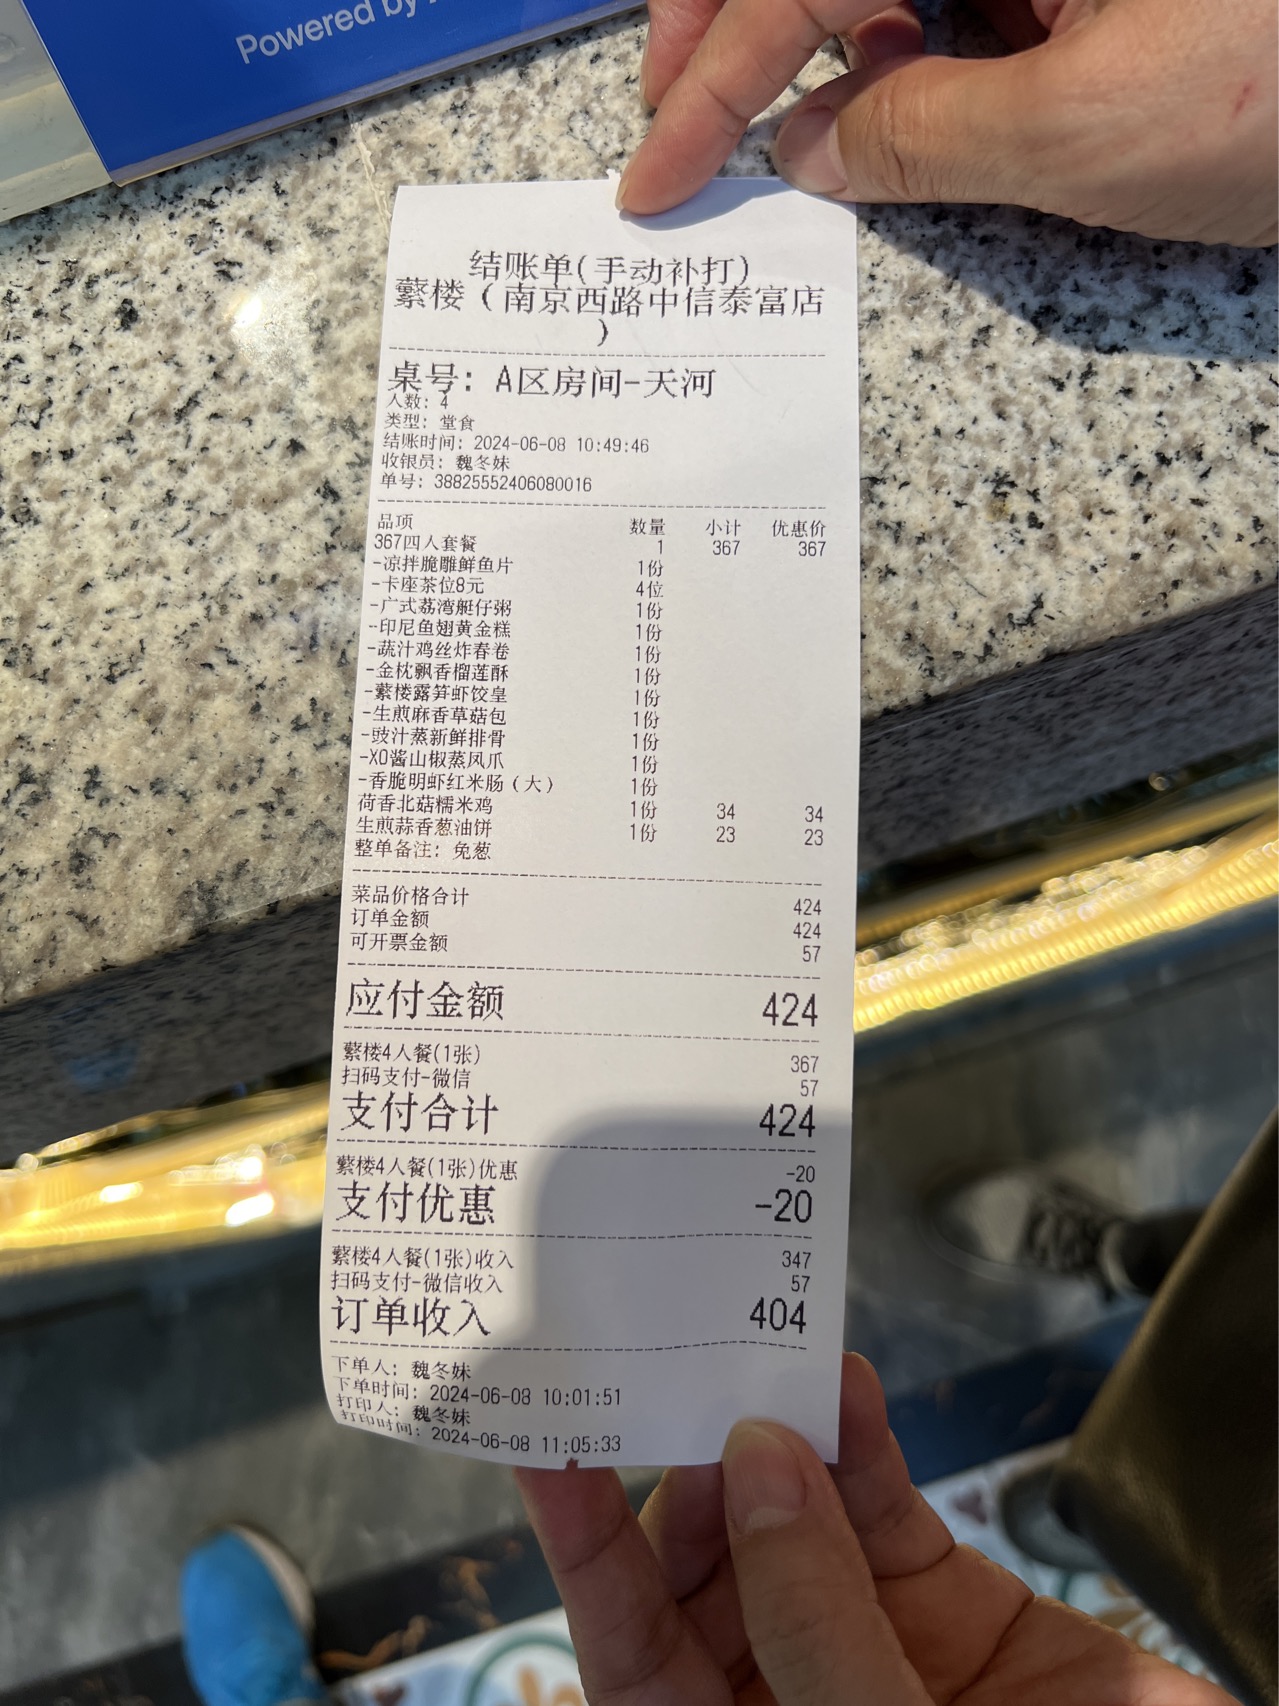 Powered by
结账单(手动补打)
蘩楼（南京西路中信泰富店
）
桌号：A区房间-天河
人数：4
类型：堂食
结账时间：2024-06-08 10:49:46
收银员：魏冬妹
单号：38825552406080016
品项 数量 小计 优惠价
367四人套餐 1 367 367
-凉拌脆雕鲜鱼片 1份
-卡座茶位8元 4位
-广式荔湾艇仔粥 1份
-印尼鱼翅黄金糕 1份
-蔬汁鸡丝炸春卷 1份
-金枕飘香榴莲酥 1份
-蘩楼露笋虾饺皇 1份
-生煎麻香草菇包 1份
-豉汁蒸新鲜排骨 1份
-XO酱山椒蒸凤爪 1份
-香脆明虾红米肠（大） 1份
荷香北菇糯米鸡 1份 34 34
生煎蒜香葱油饼 1份 23 23
整单备注：免葱
菜品价格合计 424
订单金额 424
可开票金额 57
应付金额 424
蘩楼4人餐(1张) 367
扫码支付-微信 57
支付合计 424
蘩楼4人餐(1张)优惠 -20
支付优惠 -20
蘩楼4人餐(1张)收入 347
扫码支付-微信收入 57
订单收入 404
下单人：魏冬妹
下单时间：2024-06-08 10:01:51
打印人：魏冬妹
打印时间：2024-06-08 11:05:33